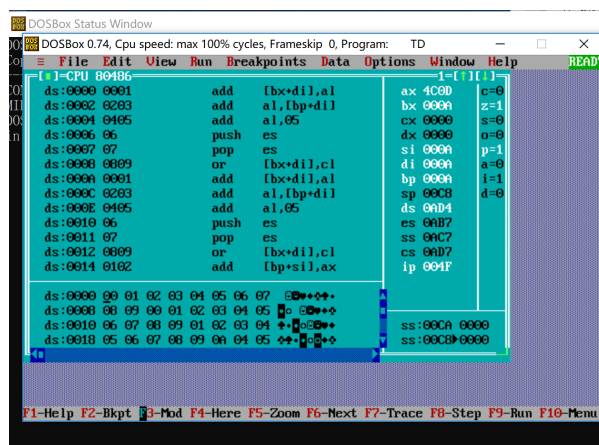 DOSBox Status Window
DOSBox 0.74, Cpu speed: max 100% cycles, Frameskip 0, Program: TD
≡ File Edit View Run Breakpoints Data Options Window Help READ
[■]=CPU 80486 1=[↑][↓]
ds:0000 0001 add [bx+di],al ax 4C0D c=0
ds:0002 0203 add al,[bp+di] bx 000A z=1
ds:0004 0405 add al,05 cx 0000 s=0
ds:0006 06 push es dx 0000 o=0
ds:0007 07 pop es si 000A p=1
ds:0008 0809 or [bx+di],cl di 000A a=0
ds:000A 0001 add [bx+di],al bp 000A i=1
ds:000C 0203 add al,[bp+di] sp 00C8 d=0
ds:000E 0405 add al,05 ds 0AD4
ds:0010 06 push es es 0AB7
ds:0011 07 pop es ss 0AC7
ds:0012 0809 or [bx+di],cl cs 0AD7
ds:0014 0102 add [bp+si],ax ip 004F
ds:0000 00 01 02 03 04 05 06 07
ds:0008 08 09 00 01 02 03 04 05
ds:0010 06 07 08 09 01 02 03 04 ss:00CA 0000
ds:0018 05 06 07 08 09 0A 04 05 ss:00C8►0000
F1-Help F2-Bkpt F3-Mod F4-Here F5-Zoom F6-Next F7-Trace F8-Step F9-Run F10-Menu